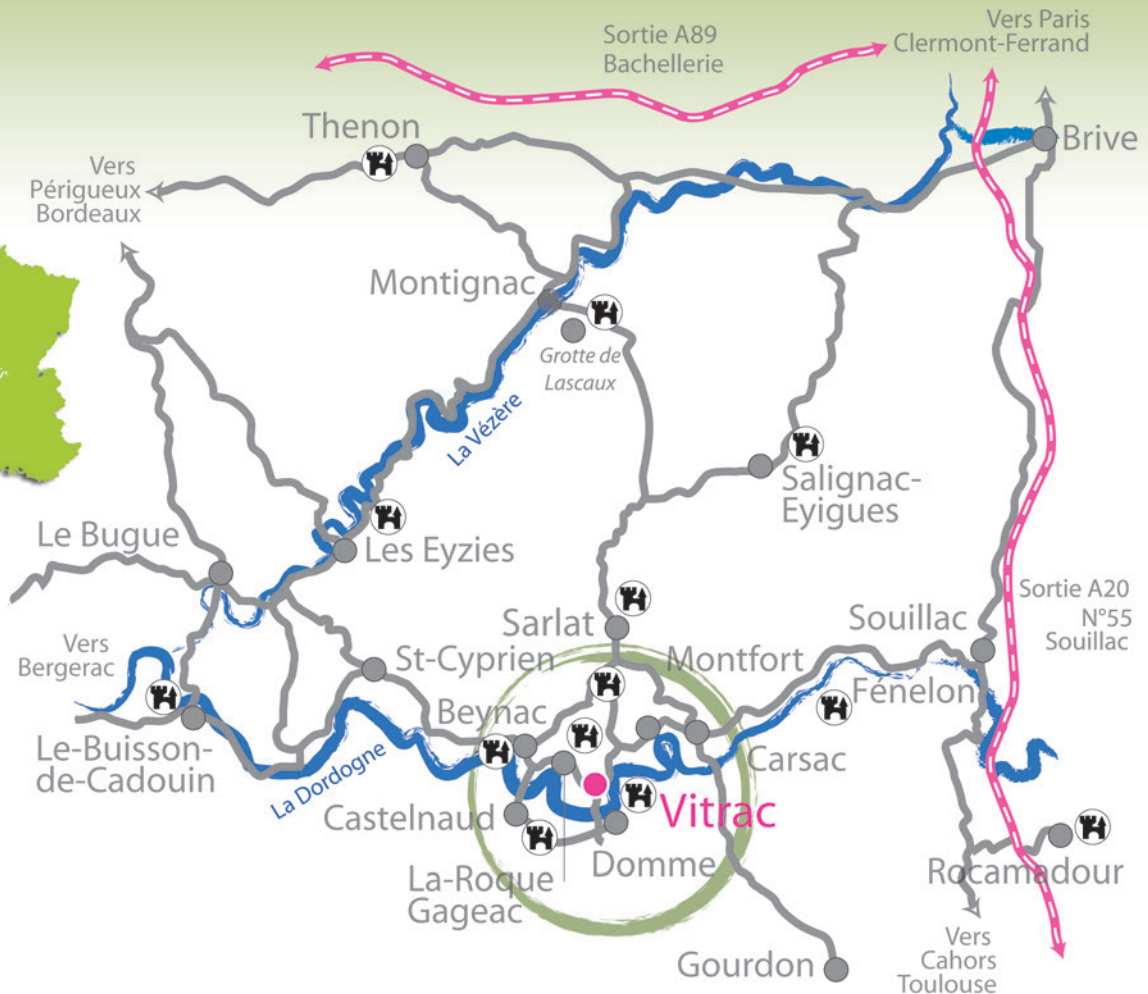 Sortie A89
Bachellerie
Vers Paris
Clermont-Ferrand
Thenon
Brive
Vers
Périgueux
Bordeaux
Montignac
Grotte de
Lascaux
La Vézère
Salignac-
Eyigues
Le Bugue
Les Eyzies
Sortie A20
N°55
Souillac
Sarlat
Souillac
Vers
Bergerac
St-Cyprien
Montfort
Fénelon
Beynac
Le-Buisson-
de-Cadouin
La Dordogne
Carsac
Castelnaud
Vitrac
La-Roque
Gageac
Domme
Rocamadour
Gourdon
Vers
Cahors
Toulouse